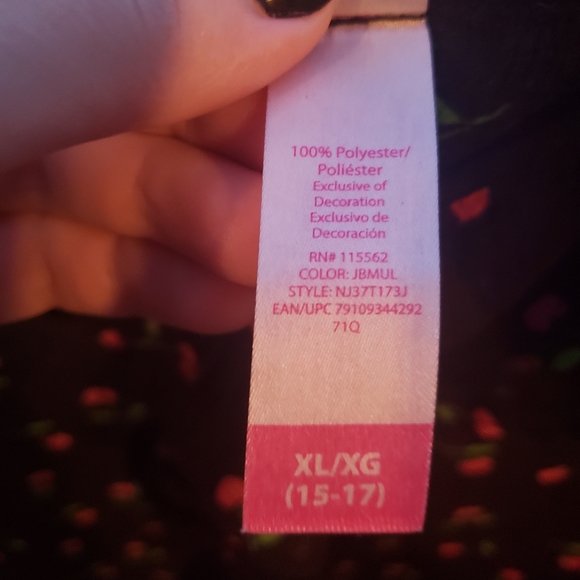 100% Polyester/
Poliéster
Exclusive of
Decoration
Exclusivo de
Decoración
RN# 115562
COLOR: JBMUL
STYLE: NJ37T173J
EAN/UPC 79109344292
71Q
XL/XG
(15-17)